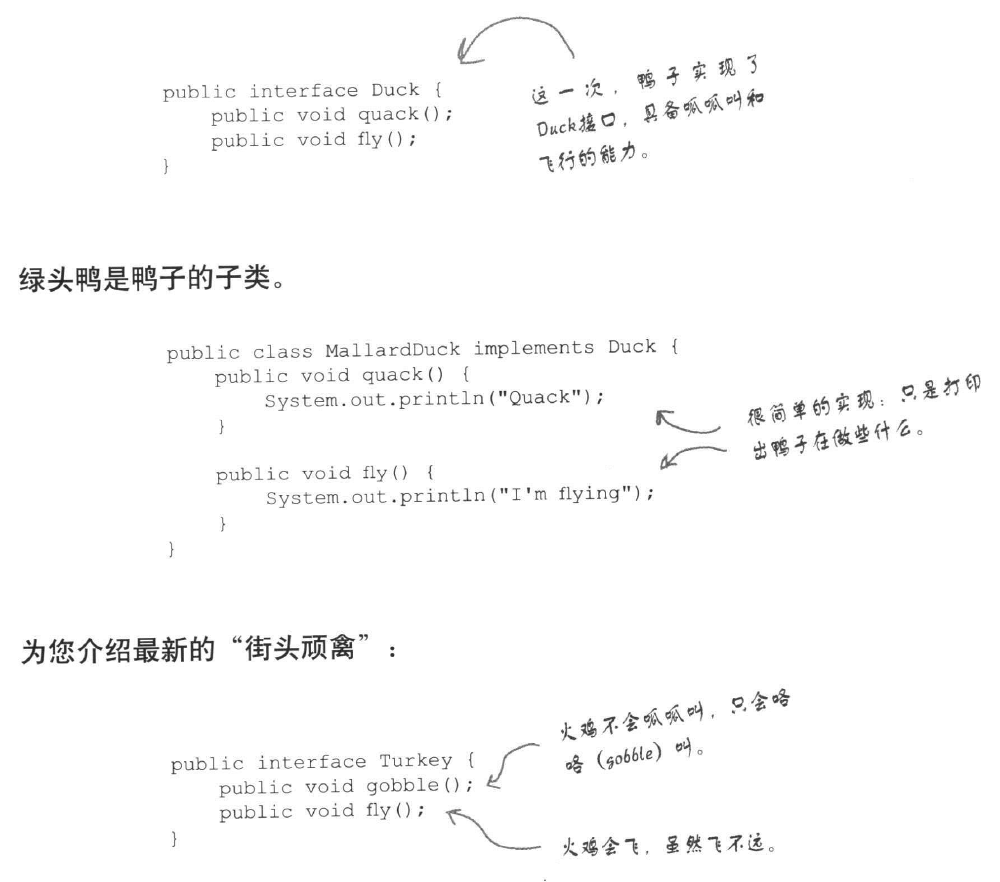 public interface Duck {
public void quack();
public void fly();
}
这一次，鸭子实现了
Duck接口，具备呱呱叫和
飞行的能力。
绿头鸭是鸭子的子类。
public class MallardDuck implements Duck {
public void quack() {
System.out.println("Quack");
}
public void fly() {
System.out.println("I'm flying");
}
}
很简单的实现：只是打印
出鸭子在做些什么。
为您介绍最新的“街头顽禽”：
public interface Turkey {
public void gobble();
public void fly();
}
火鸡不会呱呱叫，只会咯
咯（gobble）叫。
火鸡会飞，虽然飞不远。